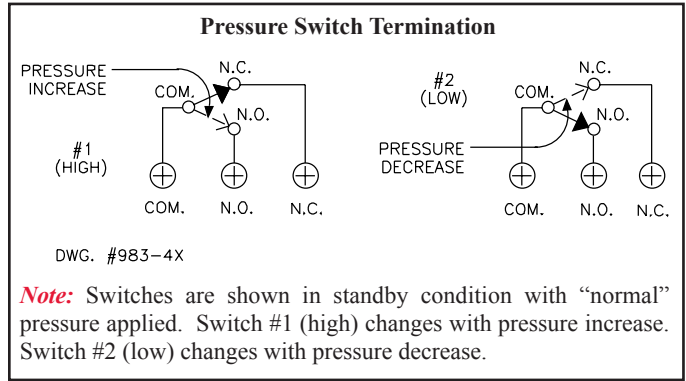 Pressure Switch Termination
PRESSURE
INCREASE
COM.
N.C.
N.O.
#1
(HIGH)
COM.
N.O.
N.C.
#2
(LOW)
COM.
N.C.
N.O.
PRESSURE
DECREASE
COM.
N.O.
N.C.
DWG. #983-4X
Note: Switches are shown in standby condition with “normal”
pressure applied. Switch #1 (high) changes with pressure increase.
Switch #2 (low) changes with pressure decrease.